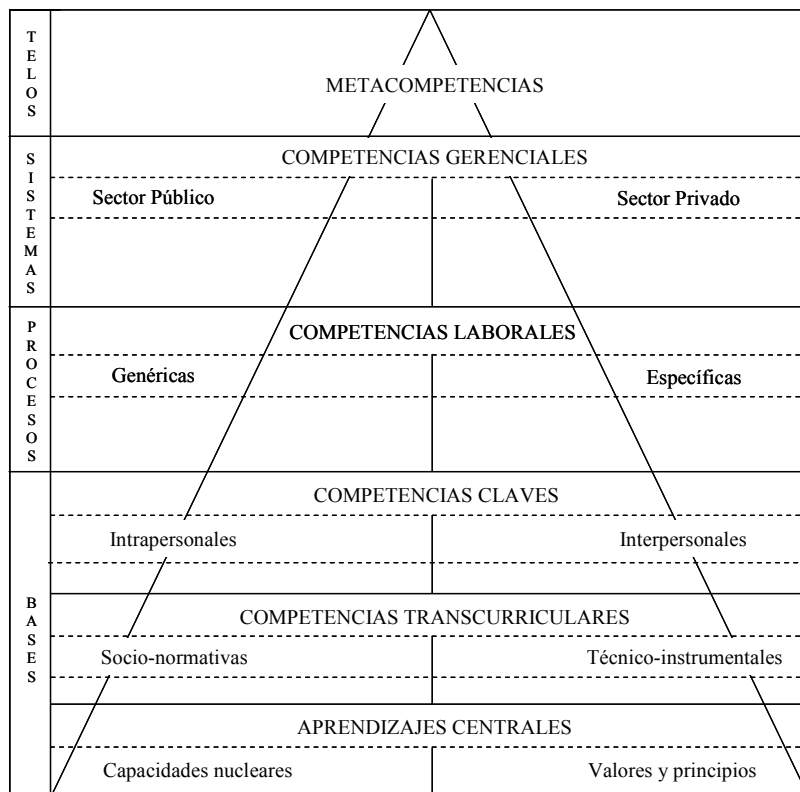 TELOS
METACOMPETENCIAS
SISTEMAS
COMPETENCIAS GERENCIALES
Sector Público Sector Privado
PROCESOS
COMPETENCIAS LABORALES
Genéricas Específicas
BASES
COMPETENCIAS CLAVES
Intrapersonales Interpersonales
COMPETENCIAS TRANSCURRICULARES
Socio-normativas Técnico-instrumentales
APRENDIZAJES CENTRALES
Capacidades nucleares Valores y principios